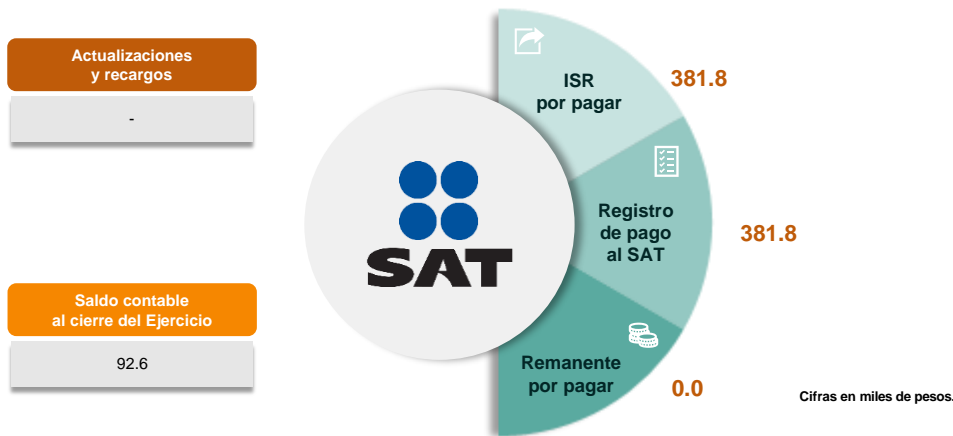 Actualizaciones
y recargos
-
Saldo contable
al cierre del Ejercicio
92.6
SAT
ISR
por pagar
381.8
Registro
de pago
al SAT
381.8
Remanente
por pagar
0.0
Cifras en miles de pesos.